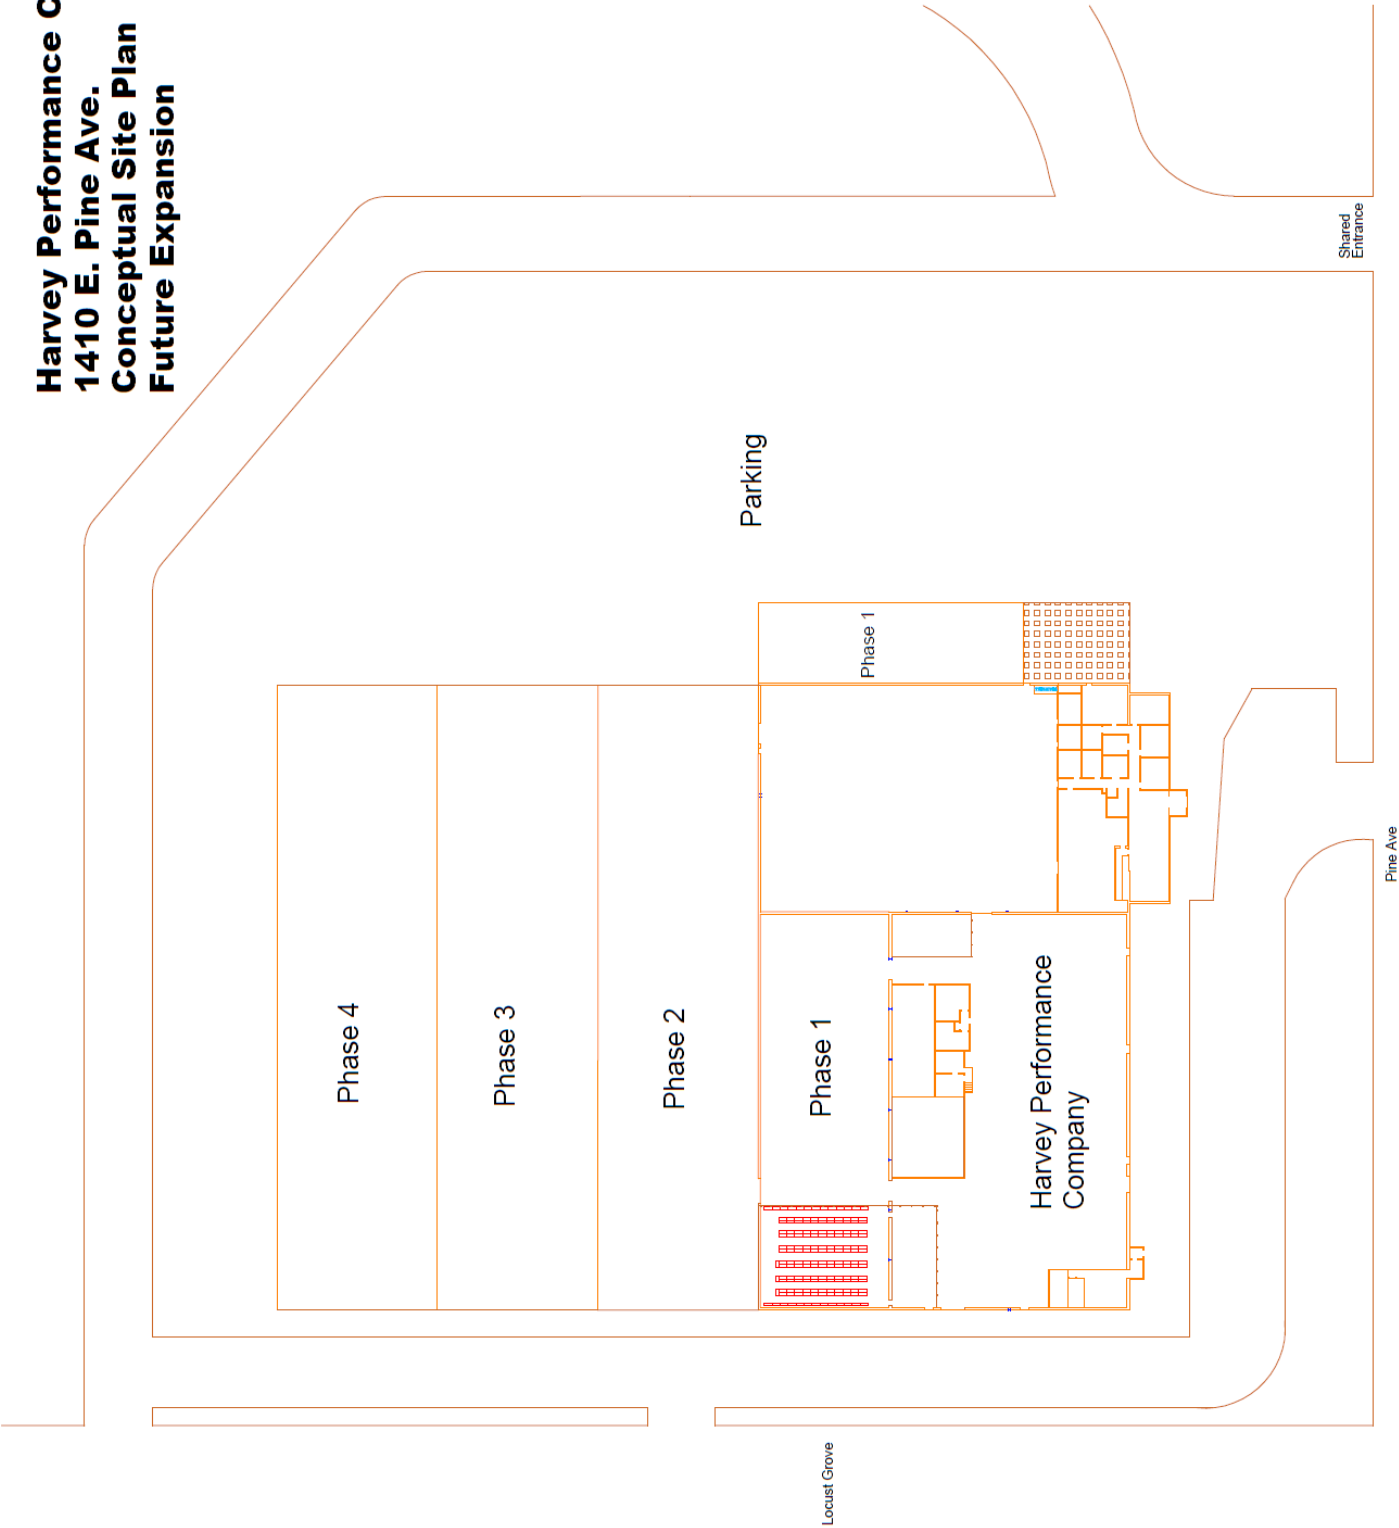 Harvey Performance C
1410 E. Pine Ave.
Conceptual Site Plan
Future Expansion
Shared
Entrance
Parking
Phase 1
Phase 4
Phase 3
Phase 2
Phase 1
Harvey Performance
Company
Pine Ave
Locust Grove